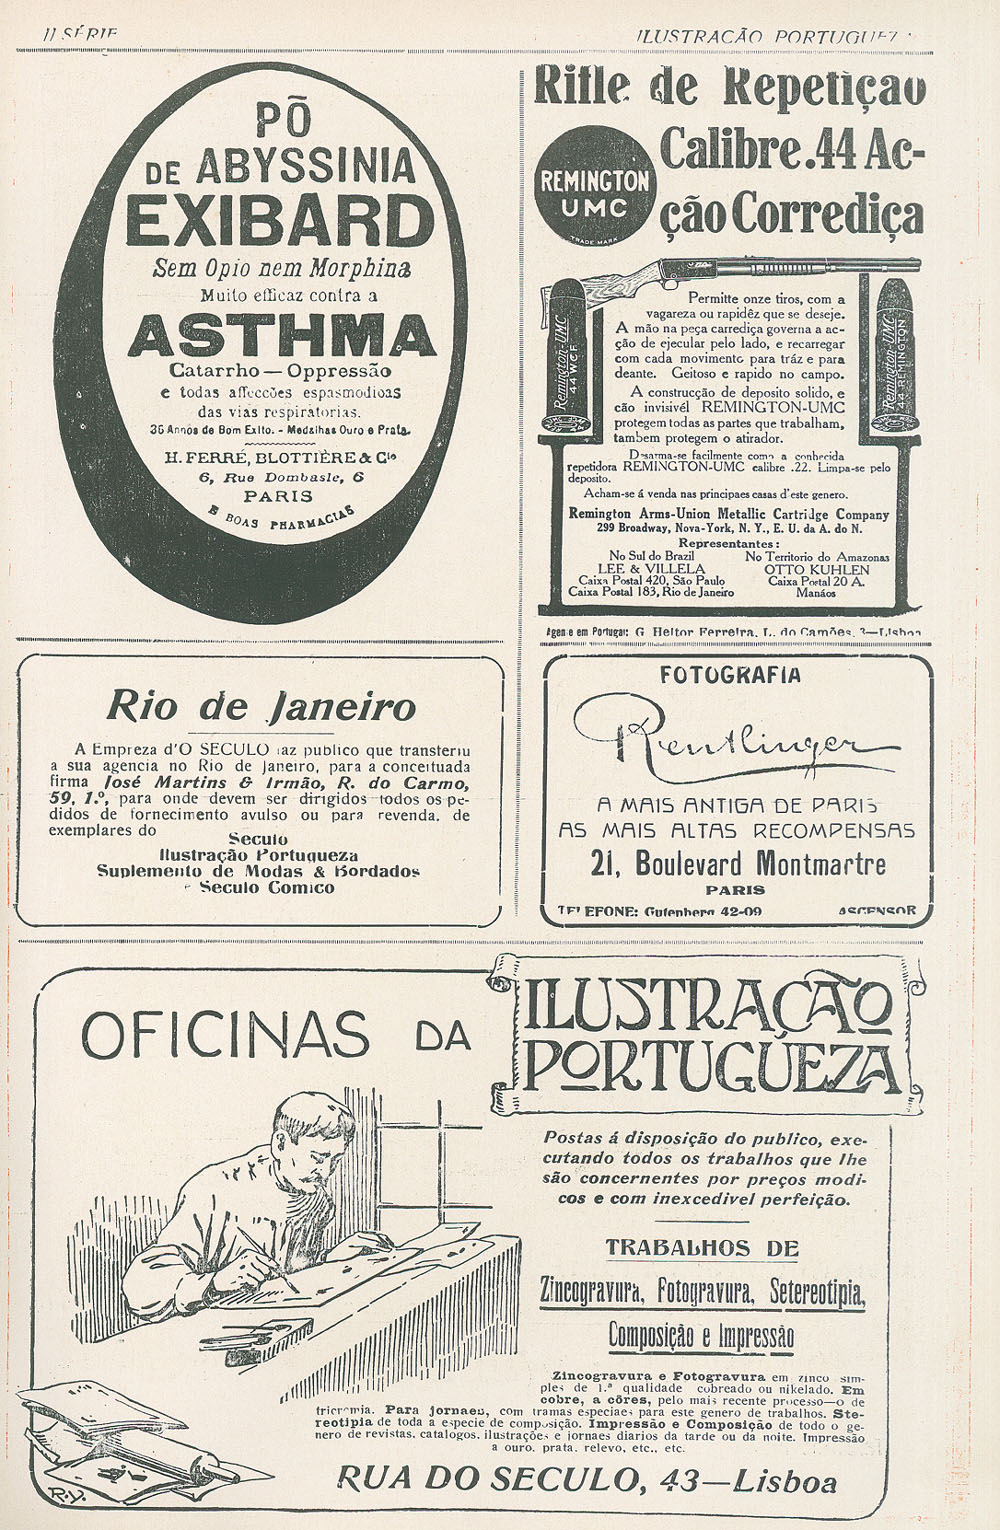 II SÉRIE
ILUSTRAÇÃO PORTUGUEZ
PÕ
DE ABYSSINIA
EXIBARD
Sem Opio nem Morphina
Muito efficaz contra a
ASTHMA
Catarrho — Oppressão
e todas affecções espasmodicas
das vias respiratorias.
35 Annos de Bom Exito. - Medalhas Ouro e Prata.
H. FERRÉ, BLOTTIÈRE & Cie
6, Rue Dombasle, 6
PARIS
E BOAS PHARMACIAS
Rifle de Repetição
Calibre .44 Ac-
ção Corrediça
REMINGTON
UMC
TRADE MARK
Remington-UMC
44 W.C.F.
Remington-UMC
44-REMINGTON
Permitte onze tiros, com a
vagareza ou rapidêz que se deseje.
A mão na peça carrediça governa a ac-
ção de ejecular pelo lado, e recarregar
com cada movimento para tráz e para
deante. Geitoso e rapido no campo.
A construcção de deposito solido, e
cão invisivél REMINGTON-UMC
protegem todas as partes que trabalham,
tambem protegem o atirador.
Desarma-se facilmente como a conhecida
repetidora REMINGTON-UMC calibre .22. Limpa-se pelo
deposito.
Acham-se á venda nas principaes casas d'este genero.
Remington Arms-Union Metallic Cartridge Company
299 Broadway, Nova-York, N. Y., E. U. da A. do N.
Representantes:
No Sul do Brazil
LEE & VILLELA
Caixa Postal 420, São Paulo
Caixa Postal 183, Rio de Janeiro
No Territorio do Amazonas
OTTO KUHLEN
Caixa Postal 20 A.
Manáos
Agente em Portugal: G. Heitor Ferreira, L. do Camões, 3—Lisboa
Rio de Janeiro
A Empreza d'O SECULO faz publico que transferiu
a sua agencia no Rio de Janeiro, para a conceituada
firma José Martins & Irmão, R. do Carmo,
59, 1.º, para onde devem ser dirigidos todos os pe-
didos de fornecimento avulso ou para revenda, de
exemplares do
Seculo
Ilustração Portugueza
Suplemento de Modas & Bordados
e Seculo Comico
FOTOGRAFIA
Reutlinger
A MAIS ANTIGA DE PARIS
AS MAIS ALTAS RECOMPENSAS
21, Boulevard Montmartre
PARIS
TELEFONE: Gutenberg 42-09
ASCENSOR
OFICINAS DA
ILUSTRAÇÃO
PORTUGUEZA
Postas á disposição do publico, exe-
cutando todos os trabalhos que lhe
são concernentes por preços modi-
cos e com inexcedivel perfeição.
TRABALHOS DE
Zincogravura, Fotogravura, Setereotipia,
Composição e Impressão
Zincogravura e Fotogravura em zinco sim-
ples de 1.ª qualidade cobreado ou nikelado. Em
cobre, a côres, pelo mais recente processo—o de
tricromia. Para jornaes, com tramas especiaes para este genero de trabalhos. Ste-
reotipia de toda a especie de composição. Impressão e Composição de todo o ge-
nero de revistas, catalogos, ilustrações e jornaes diarios da tarde ou da noite. Impressão
a ouro, prata, relevo, etc., etc.
R.V.
RUA DO SECULO, 43—Lisboa